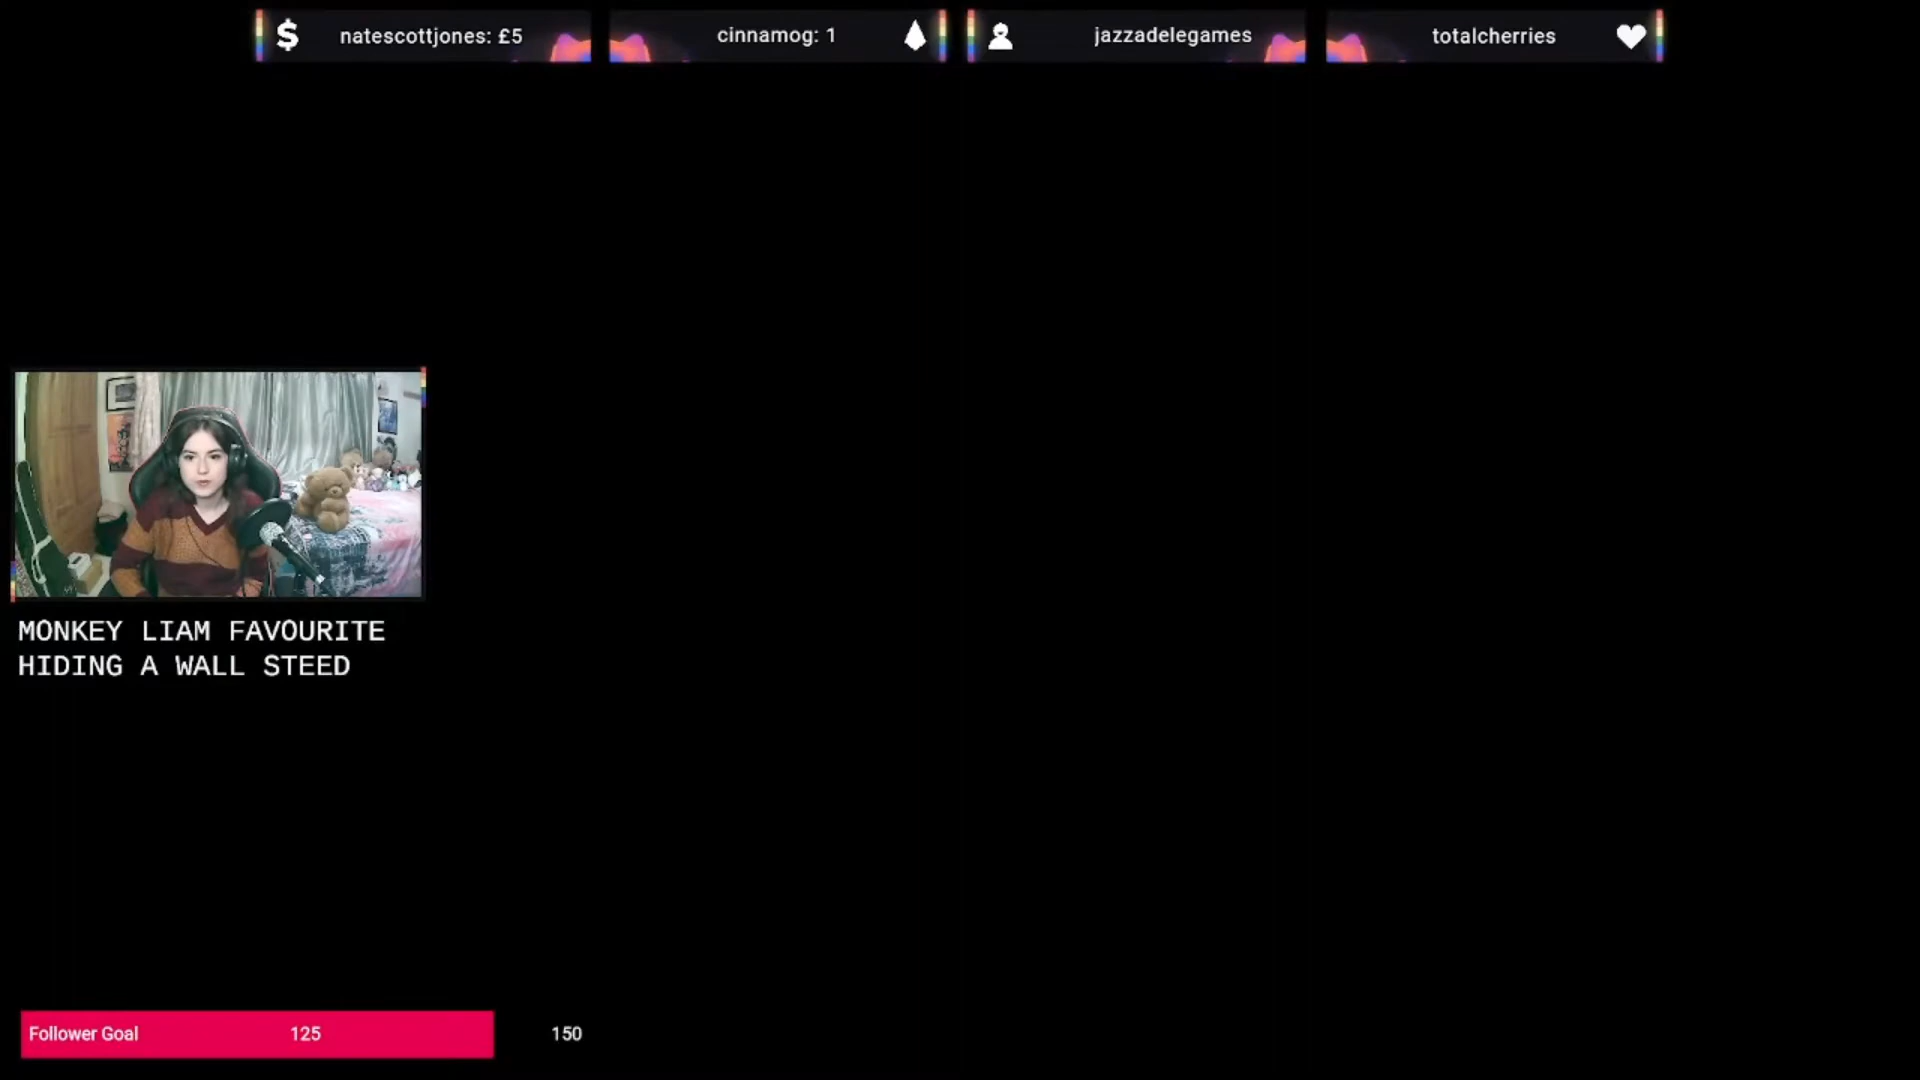 natescottjones: £5
cinnamog: 1
jazzadelegames
totalcherries
MONKEY LIAM FAVOURITE
HIDING A WALL STEED
Follower Goal 125 150